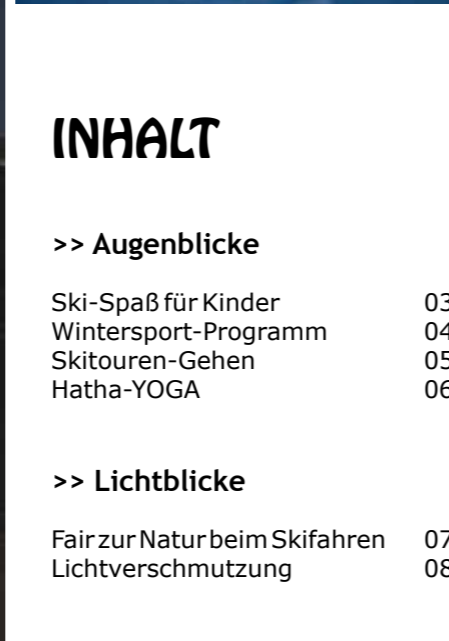 INHALT
>> Augenblicke
Ski-Spaß für Kinder 03
Wintersport-Programm 04
Skitouren-Gehen 05
Hatha-YOGA 06
>> Lichtblicke
Fair zur Natur beim Skifahren 07
Lichtverschmutzung 08